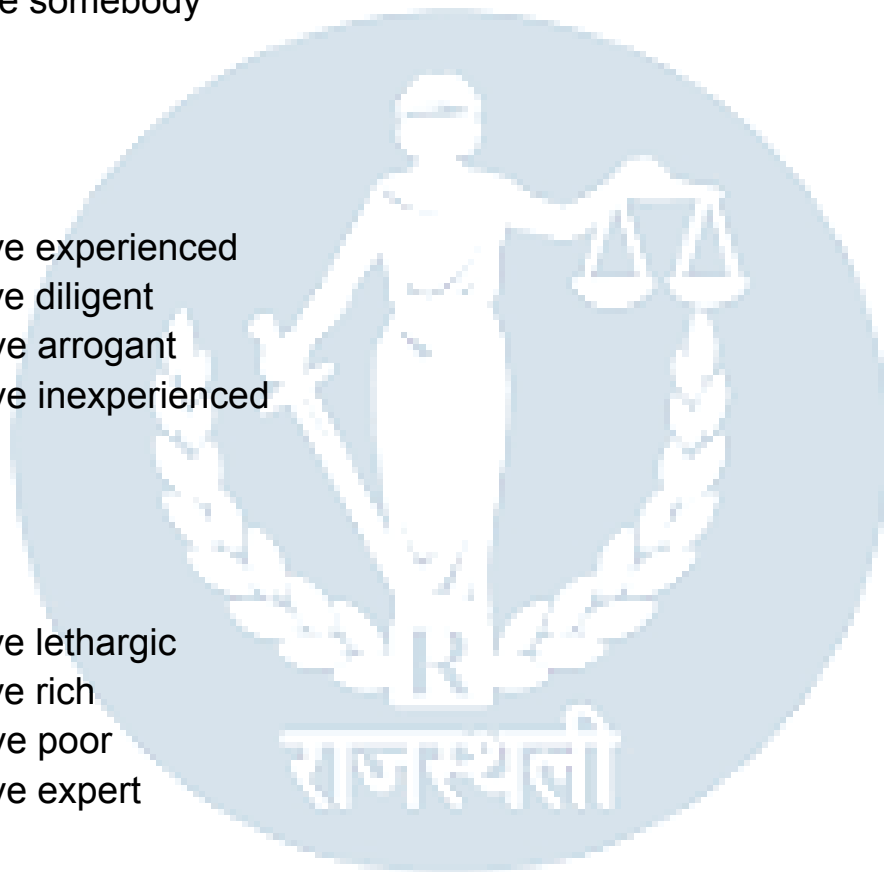 e somebody
ve experienced
ve diligent
ve arrogant
ve inexperienced
ve lethargic
ve rich
R
राजस्थली
ve poor
ve expert